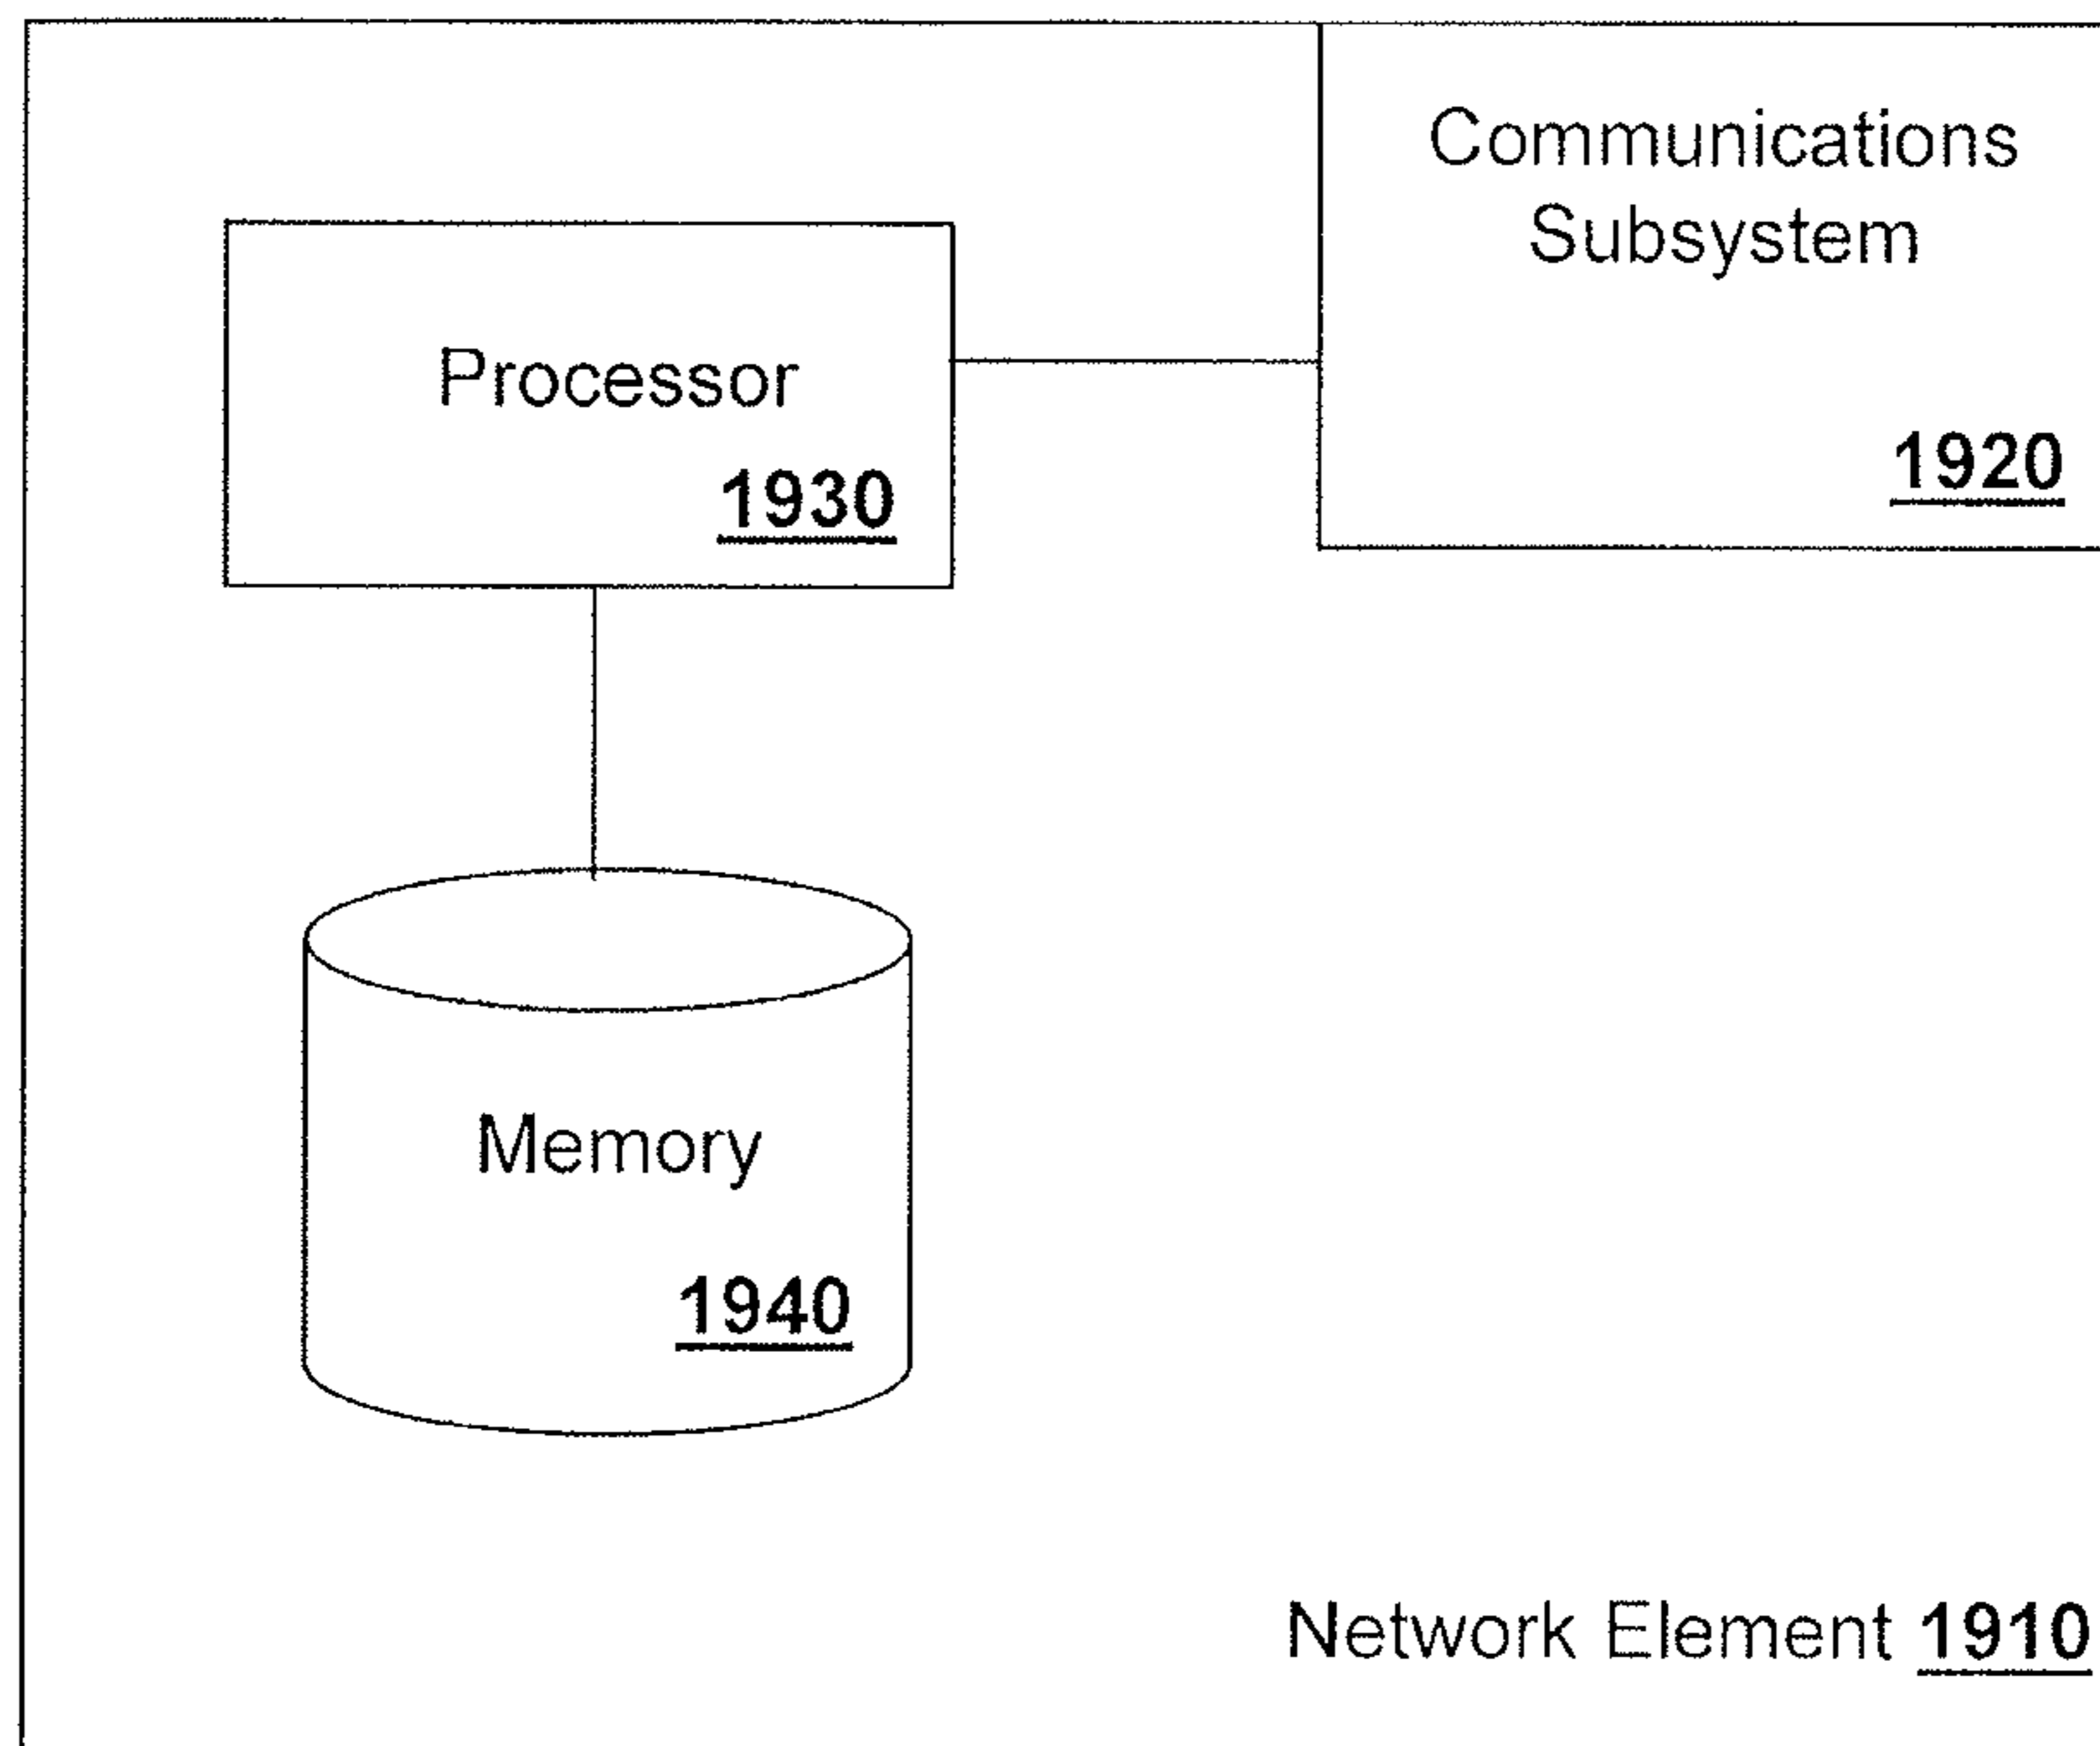 Communications
Subsystem
1920
Processor
1930
Memory
1940
Network Element 1910